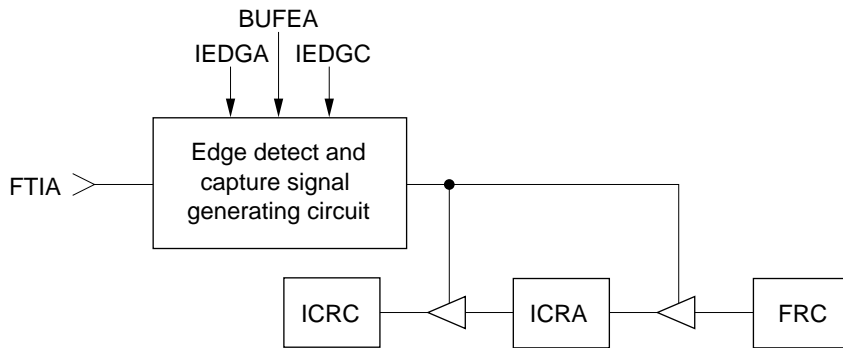 BUFEA
IEDGA
IEDGC
FTIA
Edge detect and
capture signal
generating circuit
ICRC
ICRA
FRC